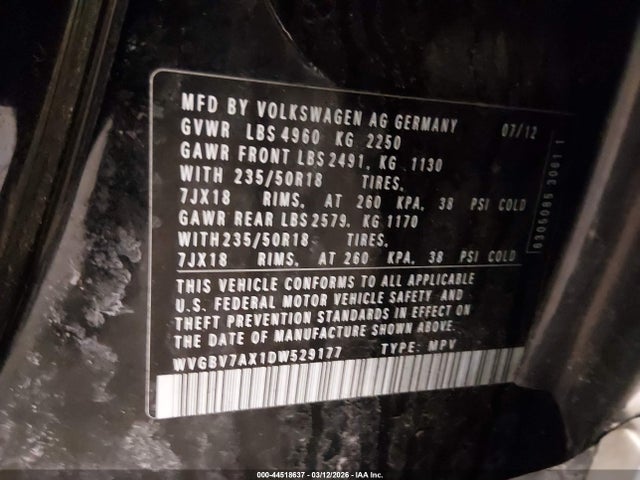 MFD BY VOLKSWAGEN AG GERMANY 07/12
GVWR LBS 4960 KG 2250
GAWR FRONT LBS 2491, KG 1130
WITH 235/50R18 TIRES,
7JX18 RIMS, AT 260 KPA, 38 PSI COLD
GAWR REAR LBS 2579, KG 1170
WITH 235/50R18 TIRES,
7JX18 RIMS, AT 260 KPA, 38 PSI COLD
THIS VEHICLE CONFORMS TO ALL APPLICABLE
U.S. FEDERAL MOTOR VEHICLE SAFETY AND
THEFT PREVENTION STANDARDS IN EFFECT ON
THE DATE OF MANUFACTURE SHOWN ABOVE.
WVGBV7AX1DW529177 TYPE: MPV
6305085 3061 1
000-44518637 - 03/12/2026 - IAA Inc.